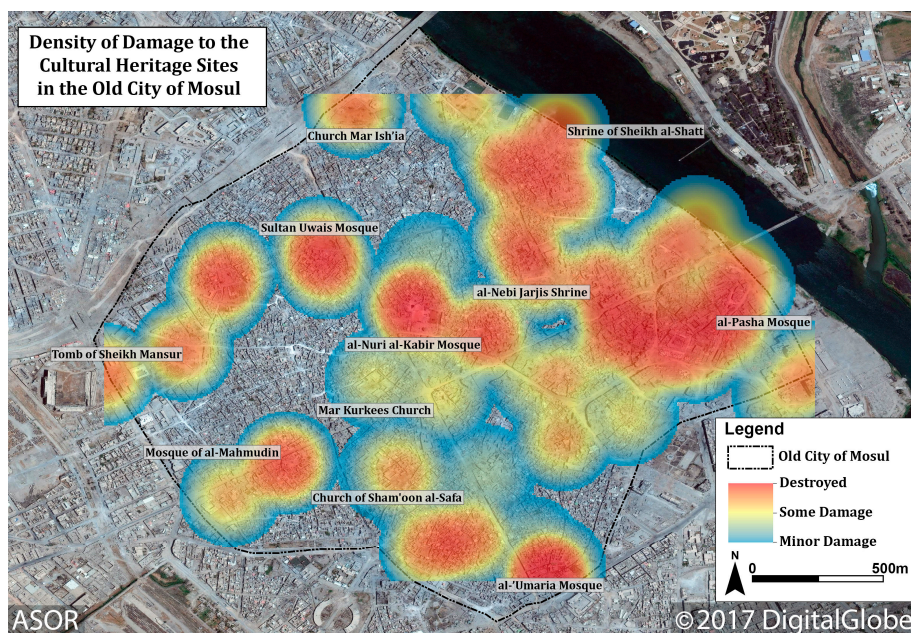 Density of Damage to the
Cultural Heritage Sites
in the Old City of Mosul
Church Mar Ish'ia
Shrine of Sheikh al-Shatt
Sultan Uwais Mosque
al-Nebi Jarjis Shrine
al-Pasha Mosque
al-Nuri al-Kabir Mosque
Tomb of Sheikh Mansur
Mar Kurkees Church
Mosque of al-Mahmudin
Church of Sham'oon al-Safa
al-'Umaria Mosque
Legend
Old City of Mosul
Destroyed
Some Damage
Minor Damage
N
0 500m
ASOR
©2017 DigitalGlobe